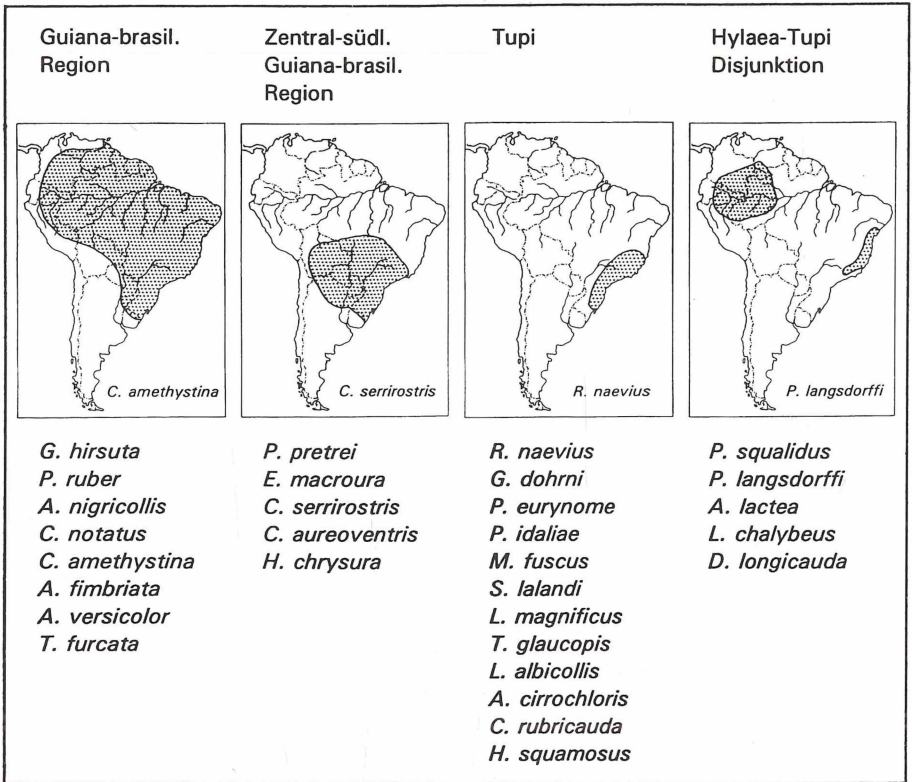 Guiana-brasil.
Region
Zentral-südl.
Guiana-brasil.
Region
Tupi
Hylaea-Tupi
Disjunktion
C. amethystina
C. serrirostris
R. naevius
P. langsdorffi
G. hirsuta
P. ruber
A. nigricollis
C. notatus
C. amethystina
A. fimbriata
A. versicolor
T. furcata
P. pretrei
E. macroura
C. serrirostris
C. aureoventris
H. chrysura
R. naevius
G. dohrni
P. eurynome
P. idaliae
M. fuscus
S. lalandi
L. magnificus
T. glaucopis
L. albicollis
A. cirrochloris
C. rubricauda
H. squamosus
P. squalidus
P. langsdorffi
A. lactea
L. chalybeus
D. longicauda